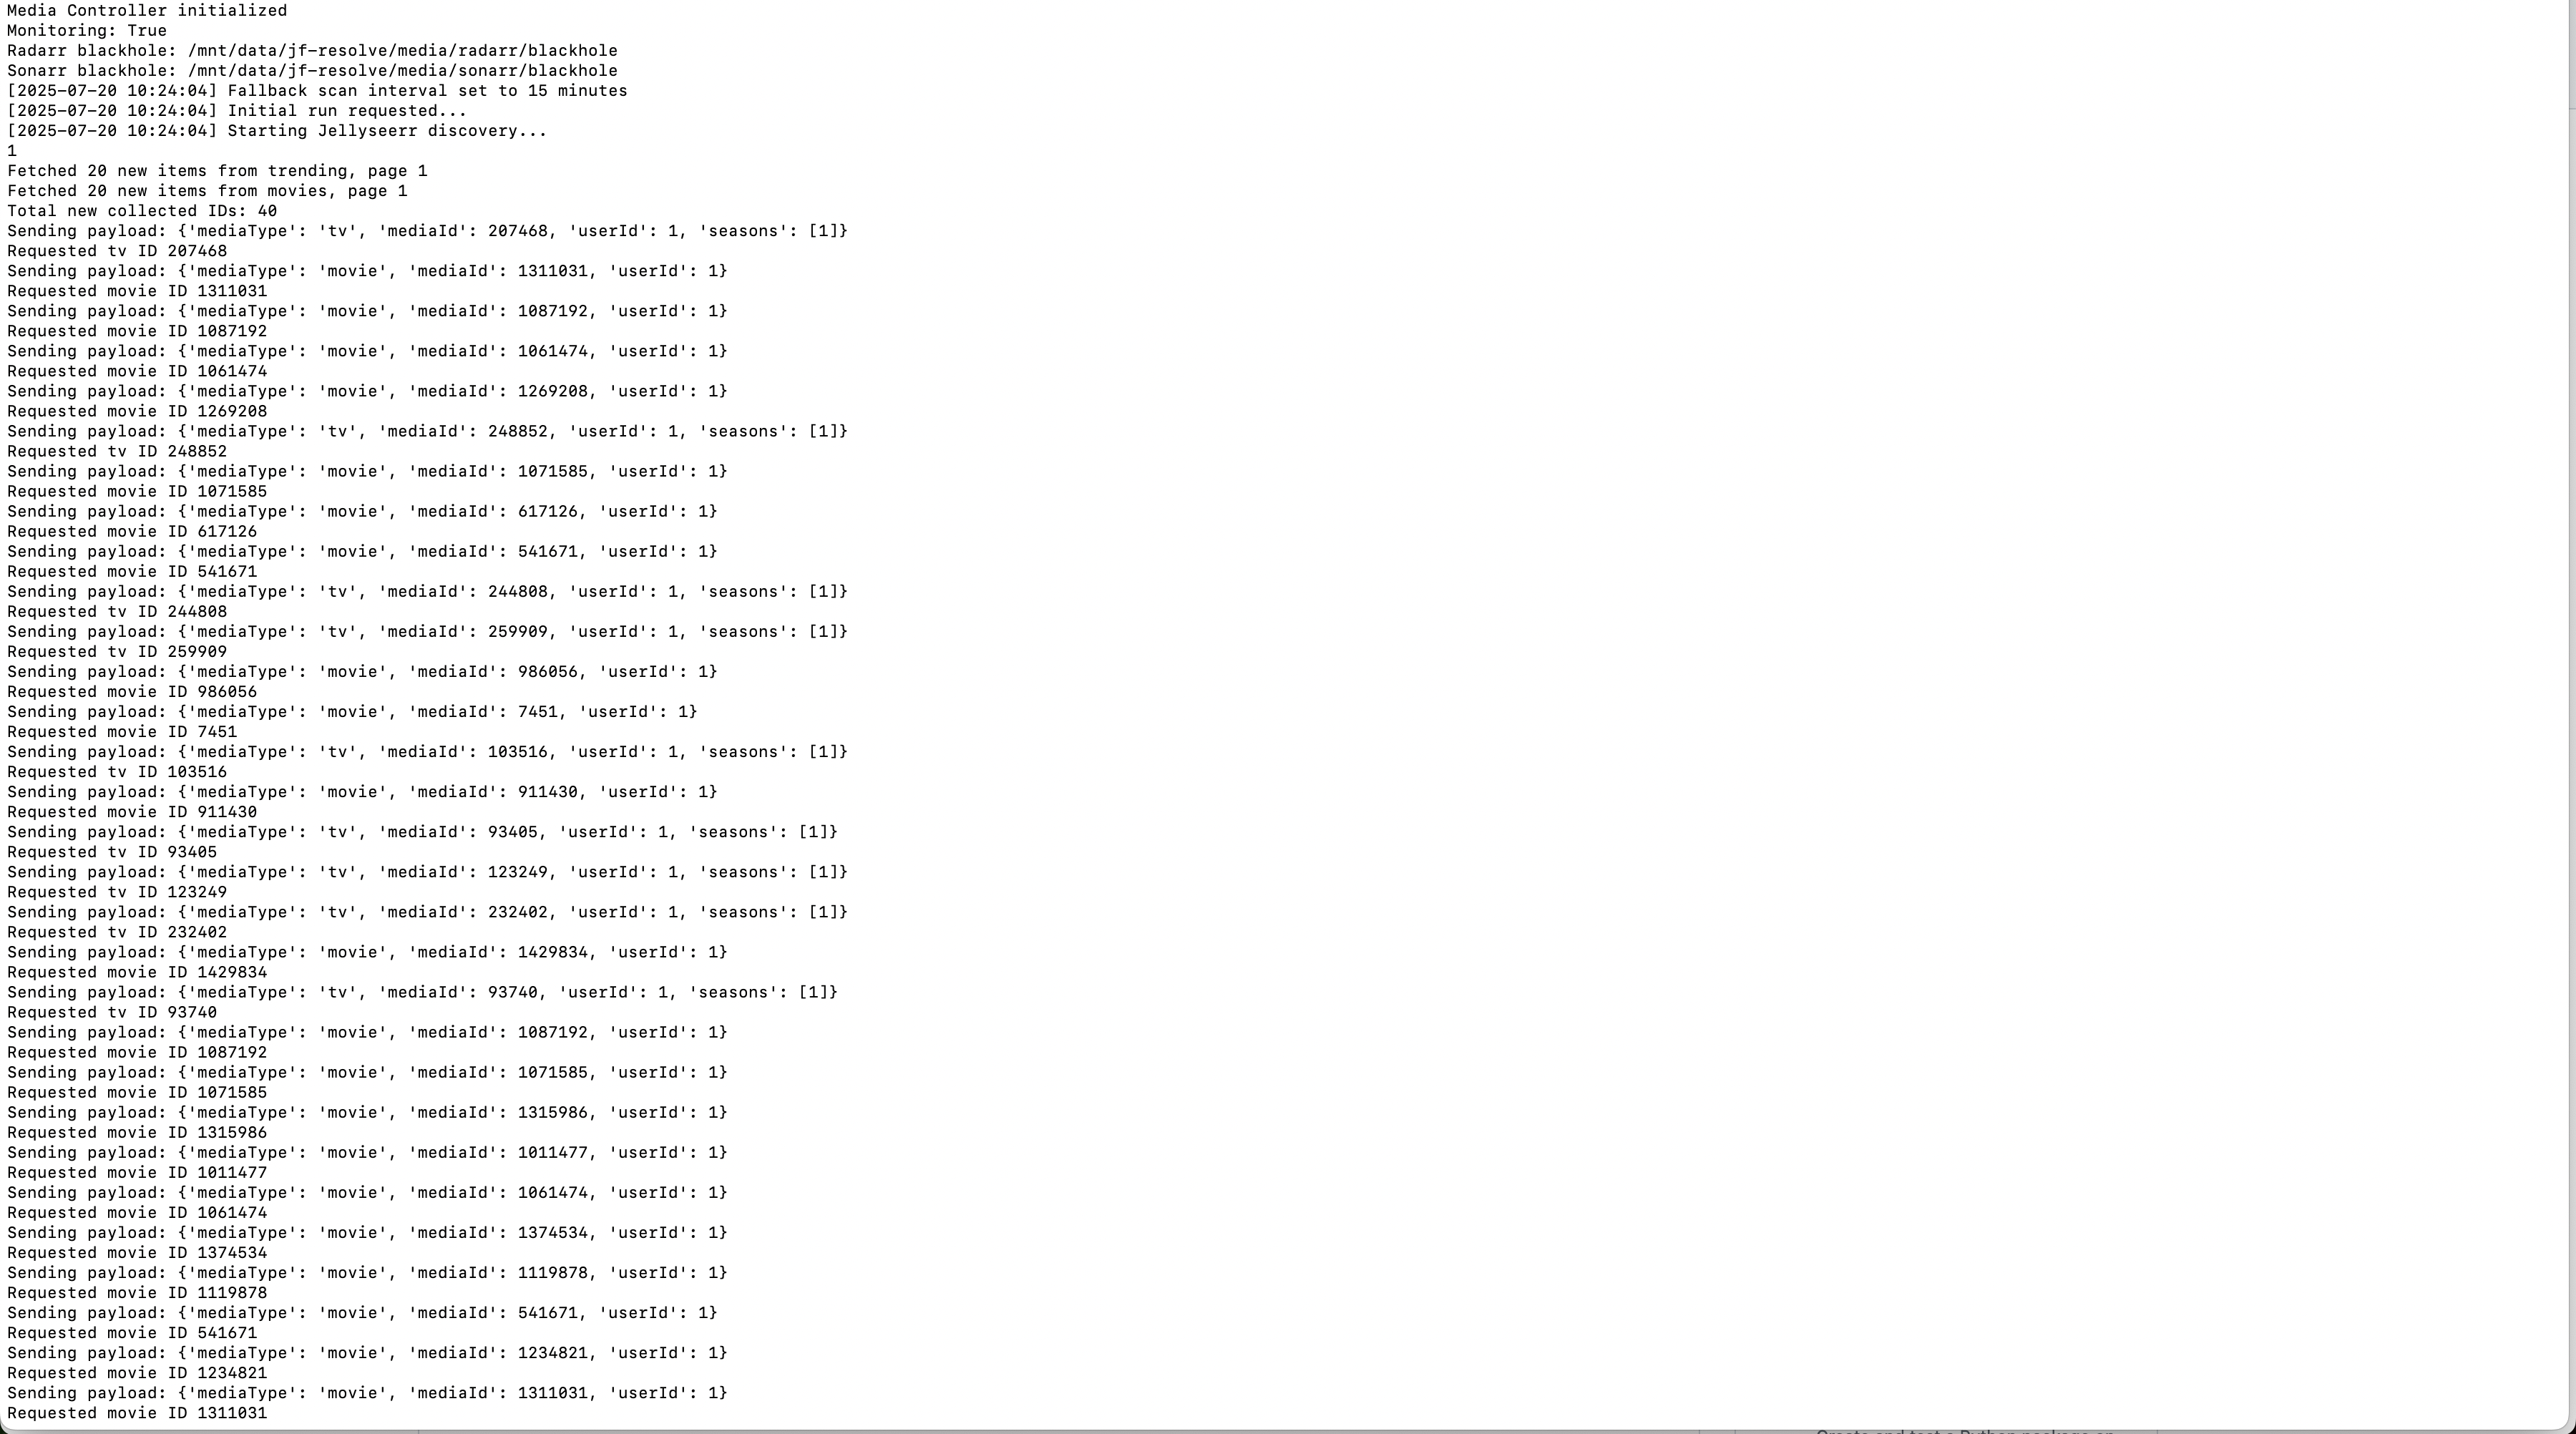 Media Controller initialized
Monitoring: True
Radarr blackhole: /mnt/data/jf-resolve/media/radarr/blackhole
Sonarr blackhole: /mnt/data/jf-resolve/media/sonarr/blackhole
[2025-07-20 10:24:04] Fallback scan interval set to 15 minutes
[2025-07-20 10:24:04] Initial run requested...
[2025-07-20 10:24:04] Starting Jellyseerr discovery...
1
Fetched 20 new items from trending, page 1
Fetched 20 new items from movies, page 1
Total new collected IDs: 40
Sending payload: {'mediaType': 'tv', 'mediaId': 207468, 'userId': 1, 'seasons': [1]}
Requested tv ID 207468
Sending payload: {'mediaType': 'movie', 'mediaId': 1311031, 'userId': 1}
Requested movie ID 1311031
Sending payload: {'mediaType': 'movie', 'mediaId': 1087192, 'userId': 1}
Requested movie ID 1087192
Sending payload: {'mediaType': 'movie', 'mediaId': 1061474, 'userId': 1}
Requested movie ID 1061474
Sending payload: {'mediaType': 'movie', 'mediaId': 1269208, 'userId': 1}
Requested movie ID 1269208
Sending payload: {'mediaType': 'tv', 'mediaId': 248852, 'userId': 1, 'seasons': [1]}
Requested tv ID 248852
Sending payload: {'mediaType': 'movie', 'mediaId': 1071585, 'userId': 1}
Requested movie ID 1071585
Sending payload: {'mediaType': 'movie', 'mediaId': 617126, 'userId': 1}
Requested movie ID 617126
Sending payload: {'mediaType': 'movie', 'mediaId': 541671, 'userId': 1}
Requested movie ID 541671
Sending payload: {'mediaType': 'tv', 'mediaId': 244808, 'userId': 1, 'seasons': [1]}
Requested tv ID 244808
Sending payload: {'mediaType': 'tv', 'mediaId': 259909, 'userId': 1, 'seasons': [1]}
Requested tv ID 259909
Sending payload: {'mediaType': 'movie', 'mediaId': 986056, 'userId': 1}
Requested movie ID 986056
Sending payload: {'mediaType': 'movie', 'mediaId': 7451, 'userId': 1}
Requested movie ID 7451
Sending payload: {'mediaType': 'tv', 'mediaId': 103516, 'userId': 1, 'seasons': [1]}
Requested tv ID 103516
Sending payload: {'mediaType': 'movie', 'mediaId': 911430, 'userId': 1}
Requested movie ID 911430
Sending payload: {'mediaType': 'tv', 'mediaId': 93405, 'userId': 1, 'seasons': [1]}
Requested tv ID 93405
Sending payload: {'mediaType': 'tv', 'mediaId': 123249, 'userId': 1, 'seasons': [1]}
Requested tv ID 123249
Sending payload: {'mediaType': 'tv', 'mediaId': 232402, 'userId': 1, 'seasons': [1]}
Requested tv ID 232402
Sending payload: {'mediaType': 'movie', 'mediaId': 1429834, 'userId': 1}
Requested movie ID 1429834
Sending payload: {'mediaType': 'tv', 'mediaId': 93740, 'userId': 1, 'seasons': [1]}
Requested tv ID 93740
Sending payload: {'mediaType': 'movie', 'mediaId': 1087192, 'userId': 1}
Requested movie ID 1087192
Sending payload: {'mediaType': 'movie', 'mediaId': 1071585, 'userId': 1}
Requested movie ID 1071585
Sending payload: {'mediaType': 'movie', 'mediaId': 1315986, 'userId': 1}
Requested movie ID 1315986
Sending payload: {'mediaType': 'movie', 'mediaId': 1011477, 'userId': 1}
Requested movie ID 1011477
Sending payload: {'mediaType': 'movie', 'mediaId': 1061474, 'userId': 1}
Requested movie ID 1061474
Sending payload: {'mediaType': 'movie', 'mediaId': 1374534, 'userId': 1}
Requested movie ID 1374534
Sending payload: {'mediaType': 'movie', 'mediaId': 1119878, 'userId': 1}
Requested movie ID 1119878
Sending payload: {'mediaType': 'movie', 'mediaId': 541671, 'userId': 1}
Requested movie ID 541671
Sending payload: {'mediaType': 'movie', 'mediaId': 1234821, 'userId': 1}
Requested movie ID 1234821
Sending payload: {'mediaType': 'movie', 'mediaId': 1311031, 'userId': 1}
Requested movie ID 1311031